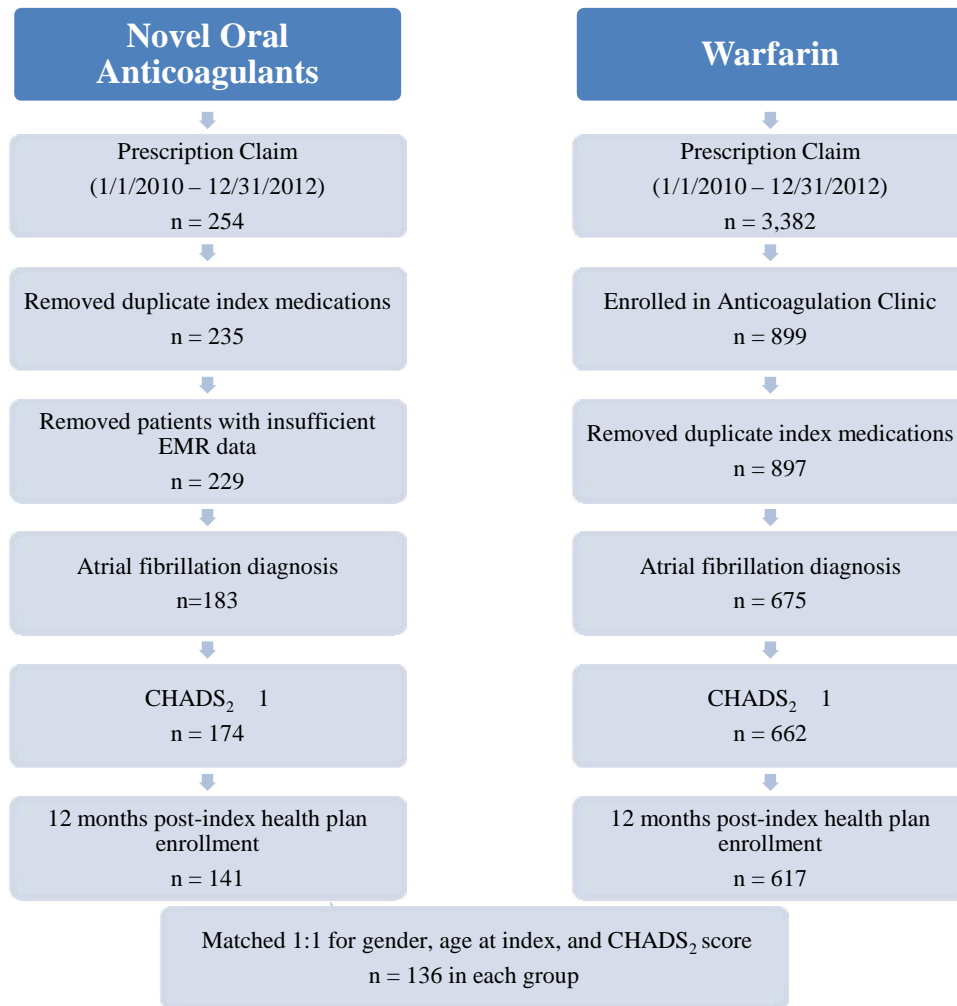 Novel Oral
Anticoagulants
Prescription Claim
(1/1/2010 – 12/31/2012)
n = 254
Removed duplicate index medications
n = 235
Removed patients with insufficient
EMR data
n = 229
Atrial fibrillation diagnosis
n=183
CHADS₂ 1
n = 174
12 months post-index health plan
enrollment
n = 141
Warfarin
Prescription Claim
(1/1/2010 – 12/31/2012)
n = 3,382
Enrolled in Anticoagulation Clinic
n = 899
Removed duplicate index medications
n = 897
Atrial fibrillation diagnosis
n = 675
CHADS₂ 1
n = 662
12 months post-index health plan
enrollment
n = 617
Matched 1:1 for gender, age at index, and CHADS₂ score
n = 136 in each group